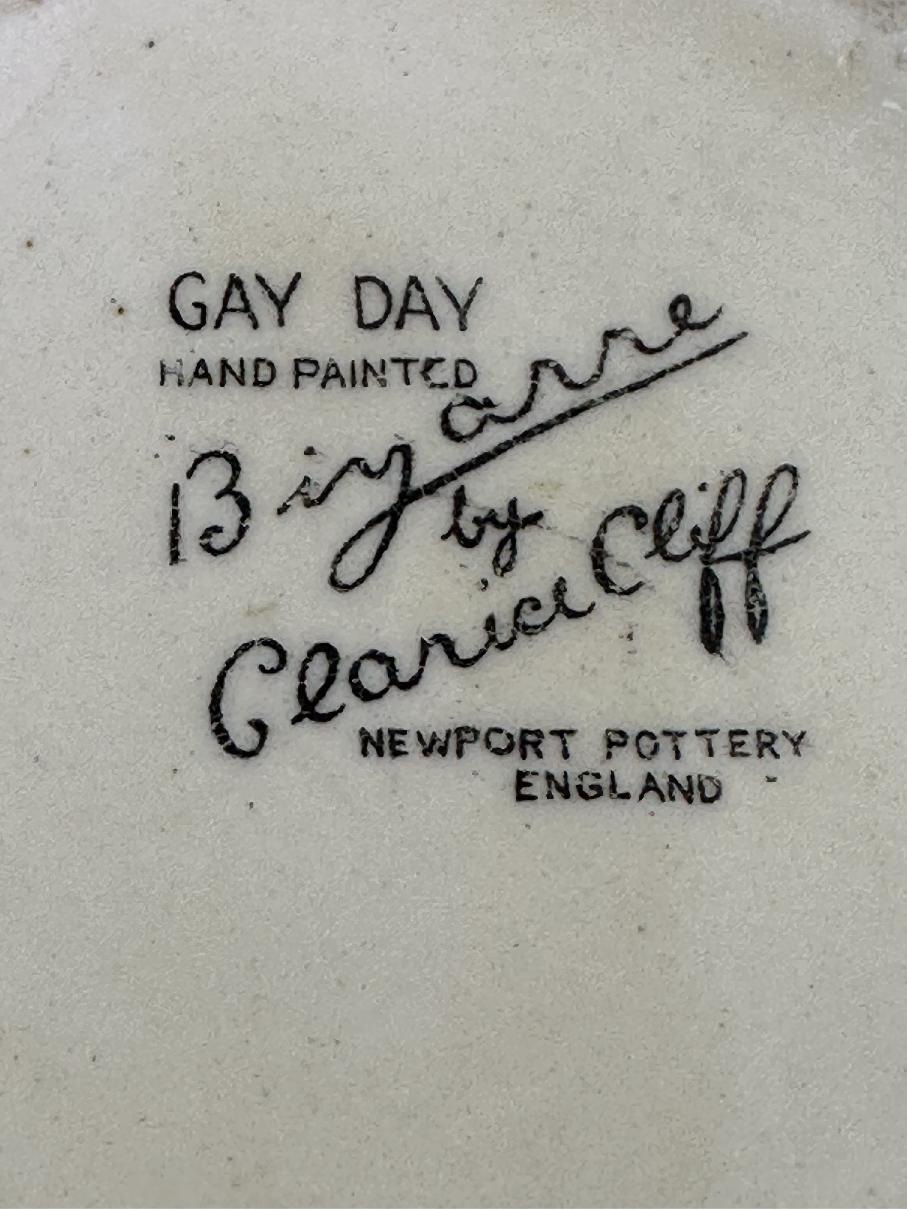 GAY DAY
HAND PAINTED
Bizarre
by
Clarice Cliff
NEWPORT POTTERY
ENGLAND